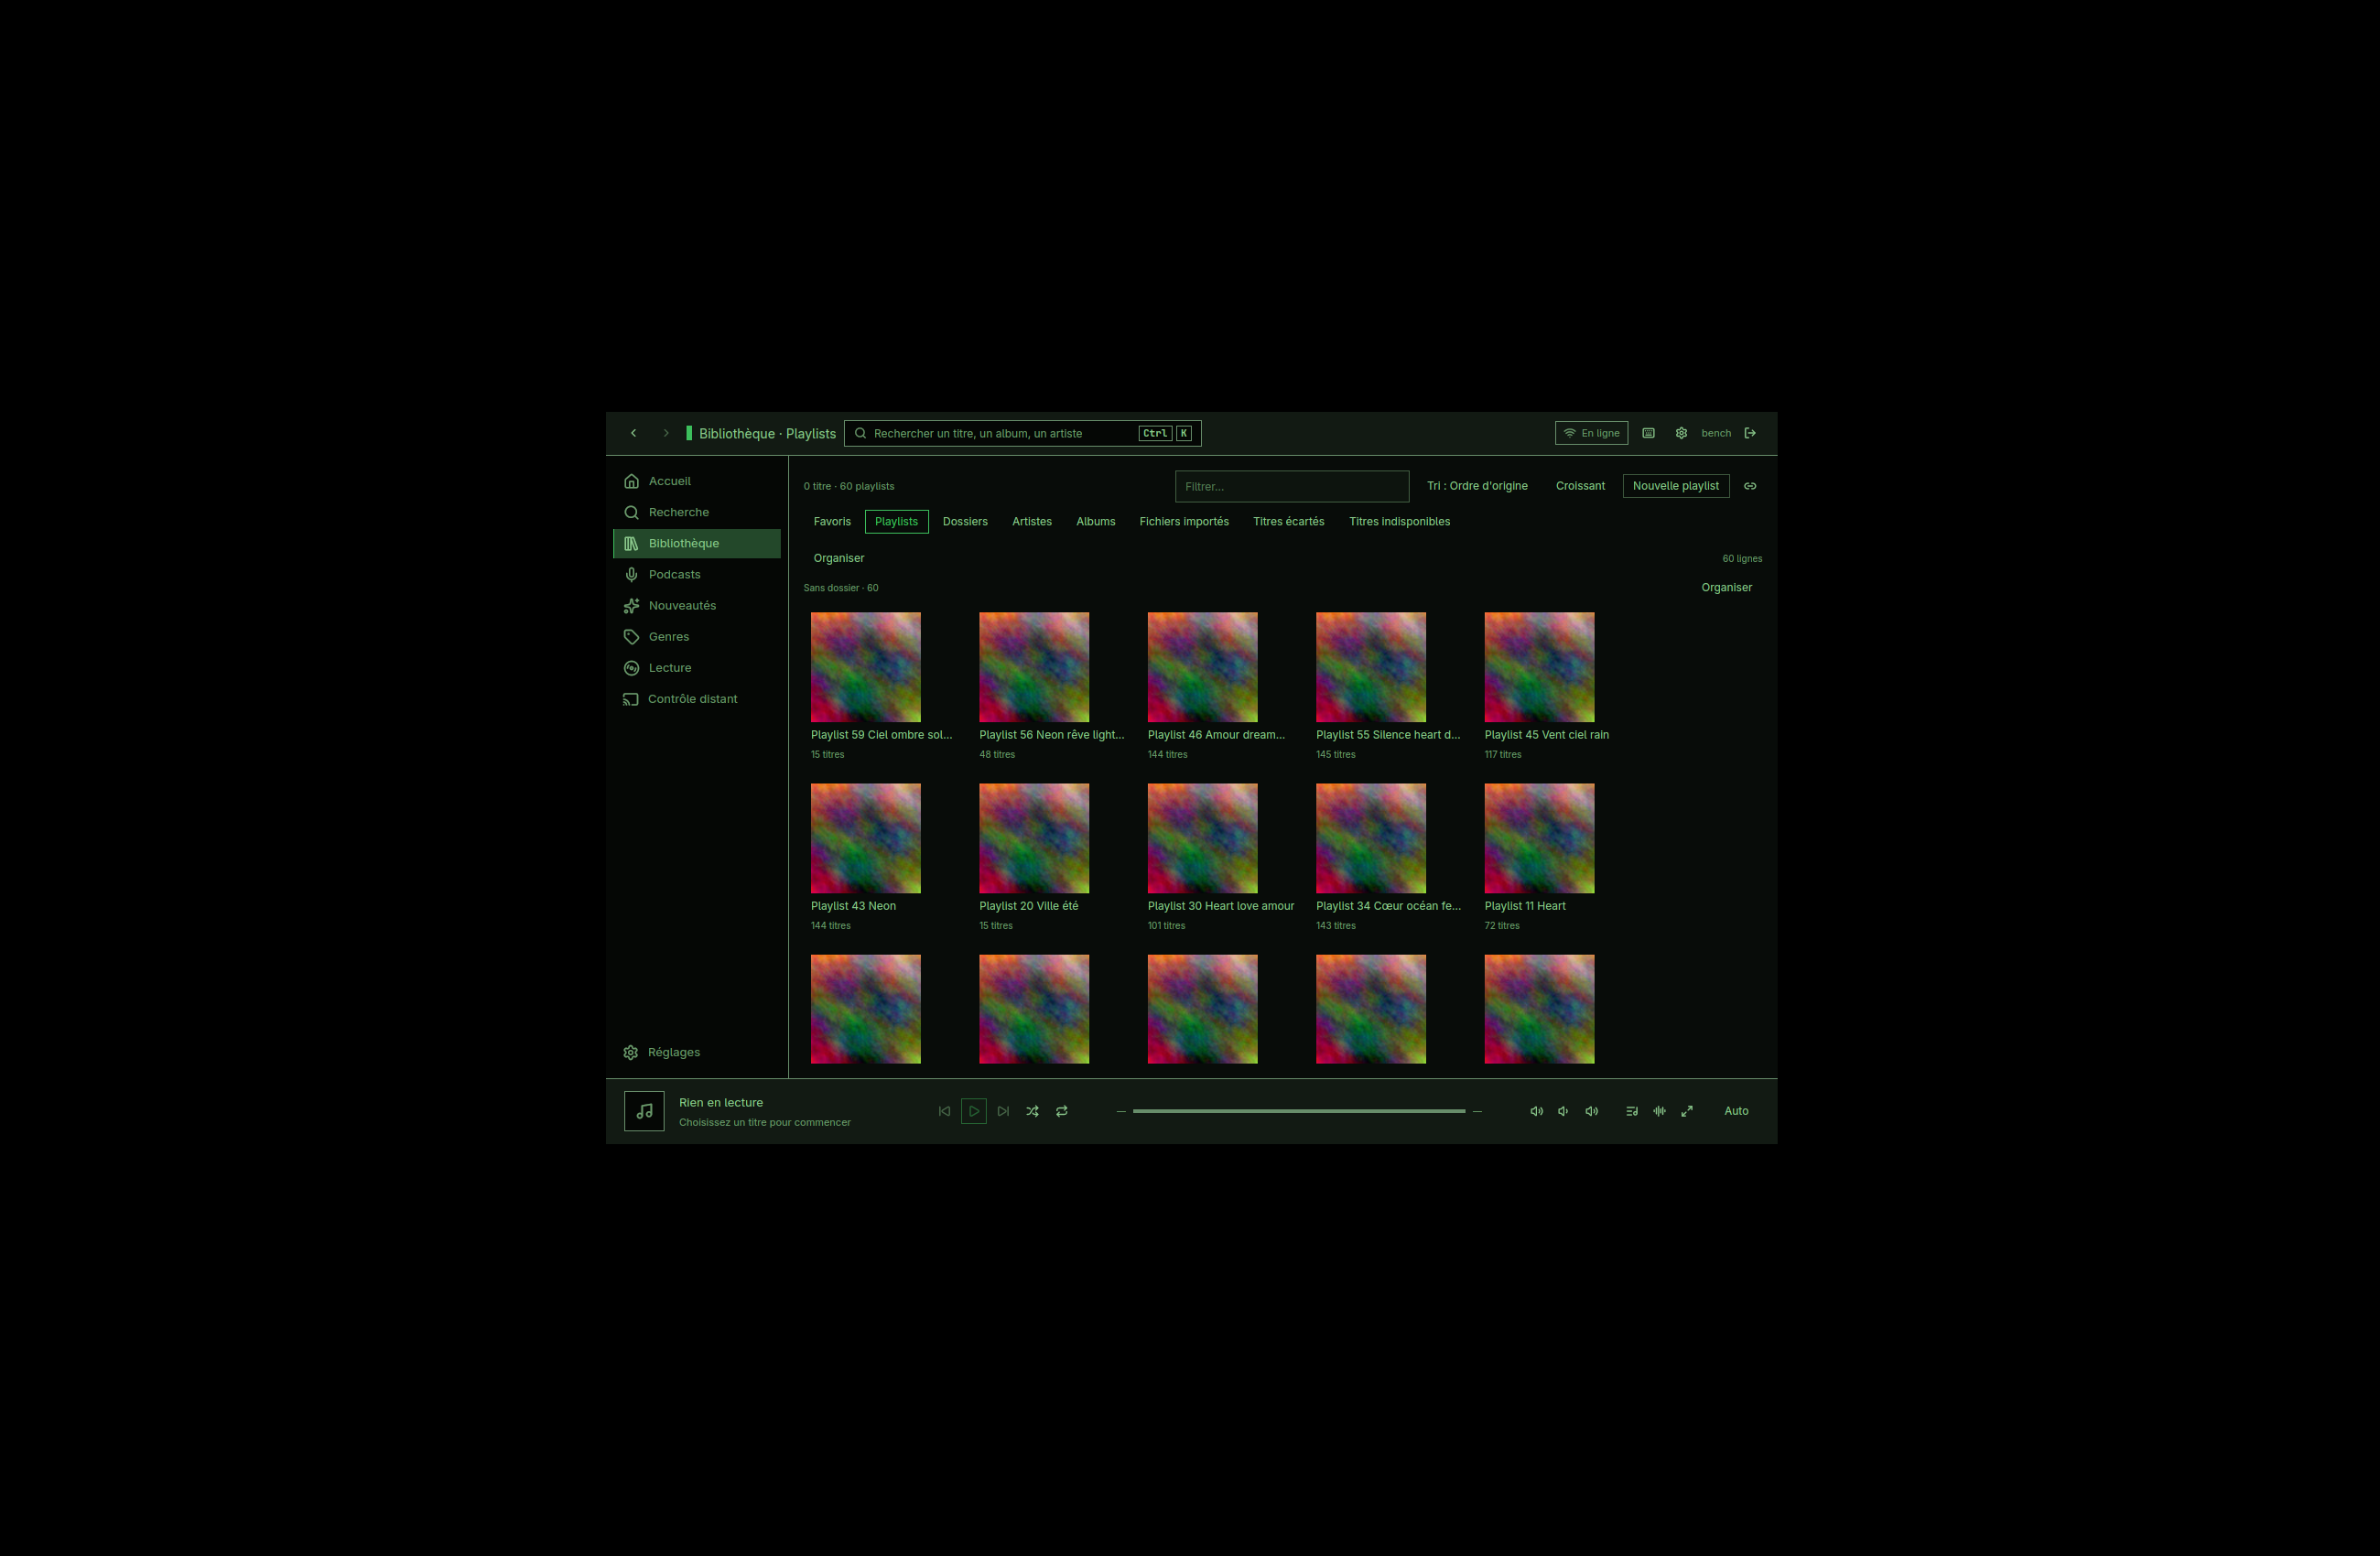 Bibliothèque · Playlists
Rechercher un titre, un album, un artiste
Ctrl K
En ligne
bench
Accueil
Recherche
Bibliothèque
Podcasts
Nouveautés
Genres
Lecture
Contrôle distant
Réglages
0 titre · 60 playlists
Filtrer...
Tri : Ordre d'origine
Croissant
Nouvelle playlist
Favoris
Playlists
Dossiers
Artistes
Albums
Fichiers importés
Titres écartés
Titres indisponibles
Organiser
60 lignes
Sans dossier · 60
Organiser
Playlist 59 Ciel ombre sol...
15 titres
Playlist 56 Neon rêve light...
48 titres
Playlist 46 Amour dream...
144 titres
Playlist 55 Silence heart d...
145 titres
Playlist 45 Vent ciel rain
117 titres
Playlist 43 Neon
144 titres
Playlist 20 Ville été
15 titres
Playlist 30 Heart love amour
101 titres
Playlist 34 Cœur océan fe...
143 titres
Playlist 11 Heart
72 titres
Rien en lecture
Choisissez un titre pour commencer
—
—
Auto